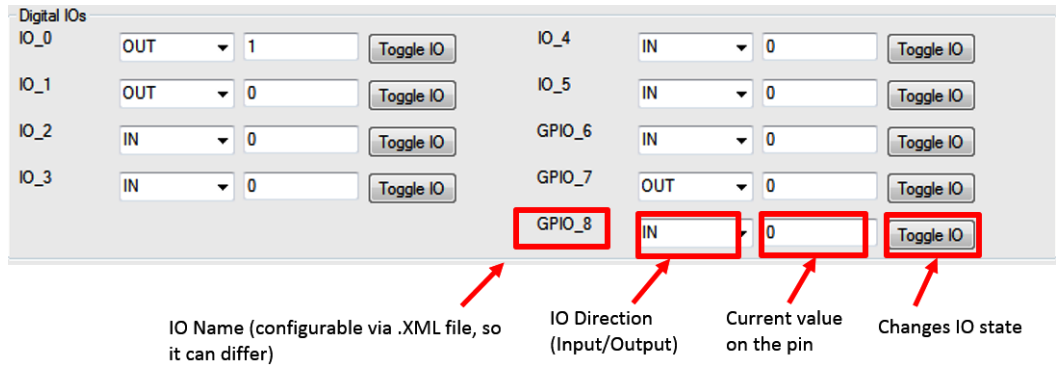 Digital IOs
IO_0 OUT 1 Toggle IO IO_4 IN 0 Toggle IO
IO_1 OUT 0 Toggle IO IO_5 IN 0 Toggle IO
IO_2 IN 0 Toggle IO GPIO_6 IN 0 Toggle IO
IO_3 IN 0 Toggle IO GPIO_7 OUT 0 Toggle IO
GPIO_8 IN 0 Toggle IO
IO Name (configurable via .XML file, so
it can differ)
IO Direction
(Input/Output)
Current value
on the pin
Changes IO state